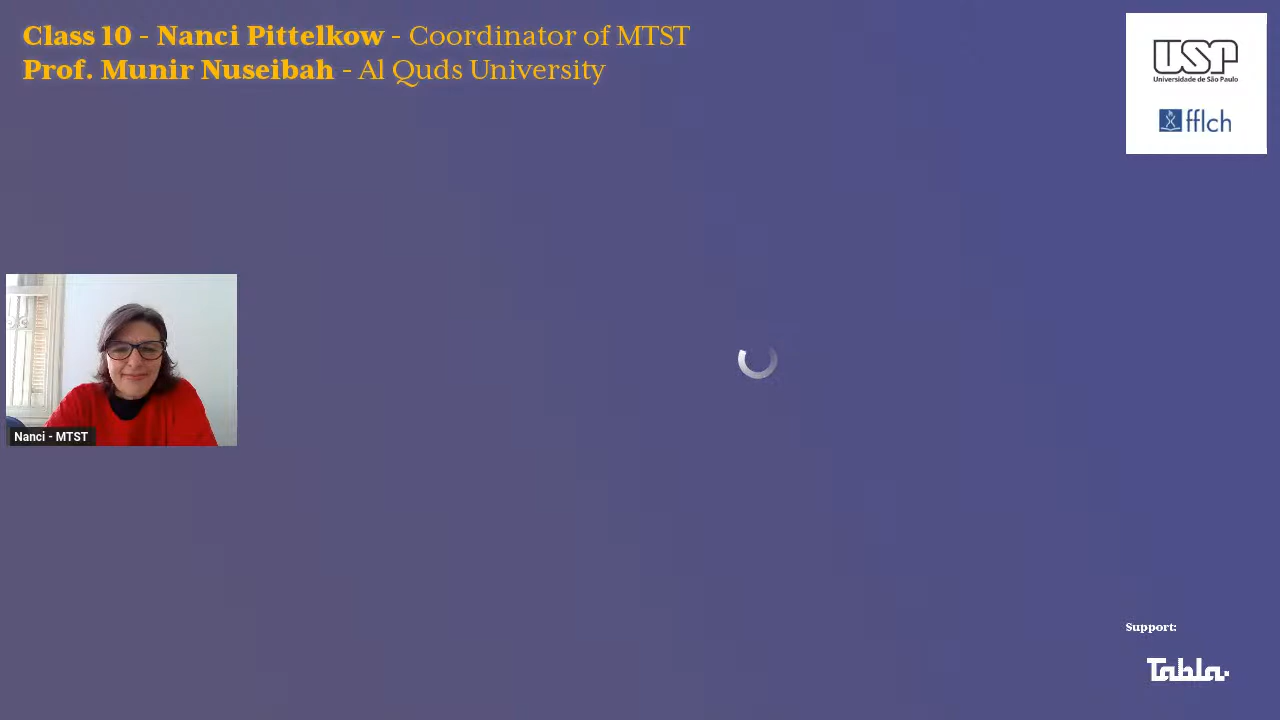 Class 10 - Nanci Pittelkow - Coordinator of MTST
Prof. Munir Nuseibah - Al Quds University
USP
Universidade de São Paulo
fflch
Nanci - MTST
Support:
Tabla.